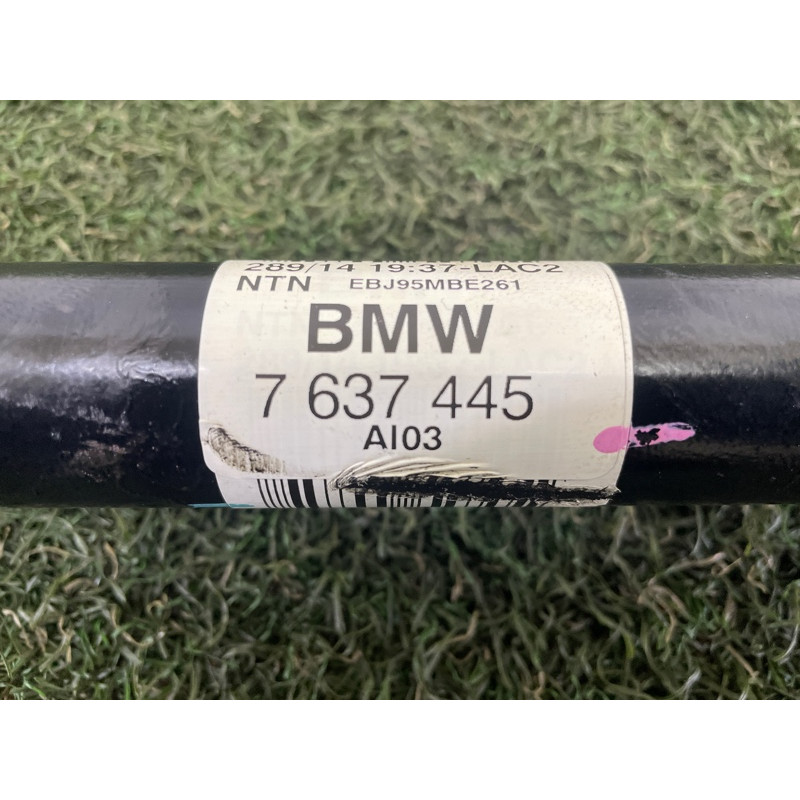 289/14 19:37-LAC2
NTN EBJ95MBE261
BMW
7 637 445
AI03